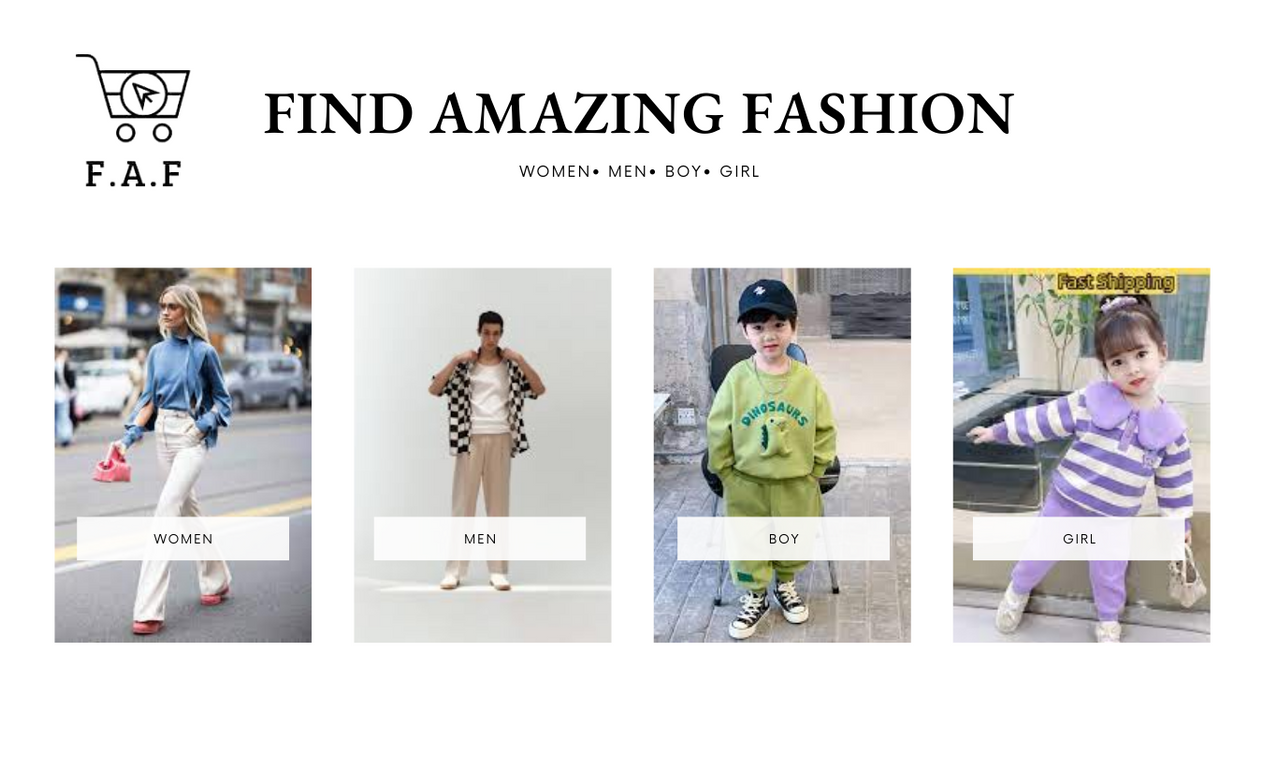 FIND AMAZING FASHION
F.A.F
WOMEN• MEN• BOY• GIRL
Fast Shipping
DINOSAURS
WOMEN
MEN
BOY
GIRL